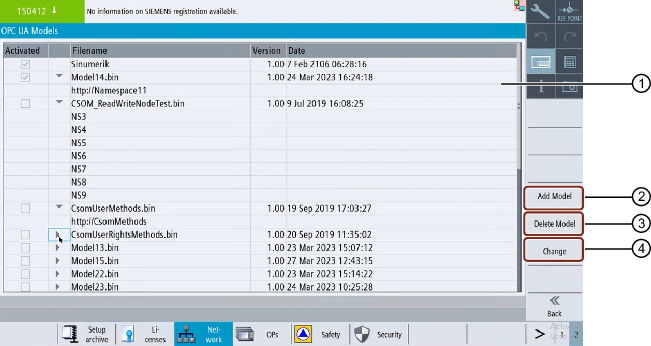 150412
No information on SIEMENS registration available.
REF.POINT
OPC UA Models
Activated Filename Version Date
Sinumerik 1.00 7 Feb 2106 06:28:16
Model14.bin 1.00 24 Mar 2023 16:24:18
http://Namespace11
CSOM_ReadWriteNodeTest.bin 1.00 9 Jul 2019 16:08:25
NS3
NS4
NS5
NS6
NS7
NS8
NS9
CsomUserMethods.bin 1.00 19 Sep 2019 17:03:27
http://CsomMethods
CsomUserRightsMethods.bin 1.00 20 Sep 2019 11:35:02
Model13.bin 1.00 23 Mar 2023 15:07:12
Model15.bin 1.00 27 Mar 2023 12:43:15
Model22.bin 1.00 23 Mar 2023 15:14:22
Model23.bin 1.00 24 Mar 2023 10:25:28
1
Add Model 2
Delete Model 3
Change 4
Back
Setup archive
Li-censes
Net-work
OPs
Safety
Security
1 2